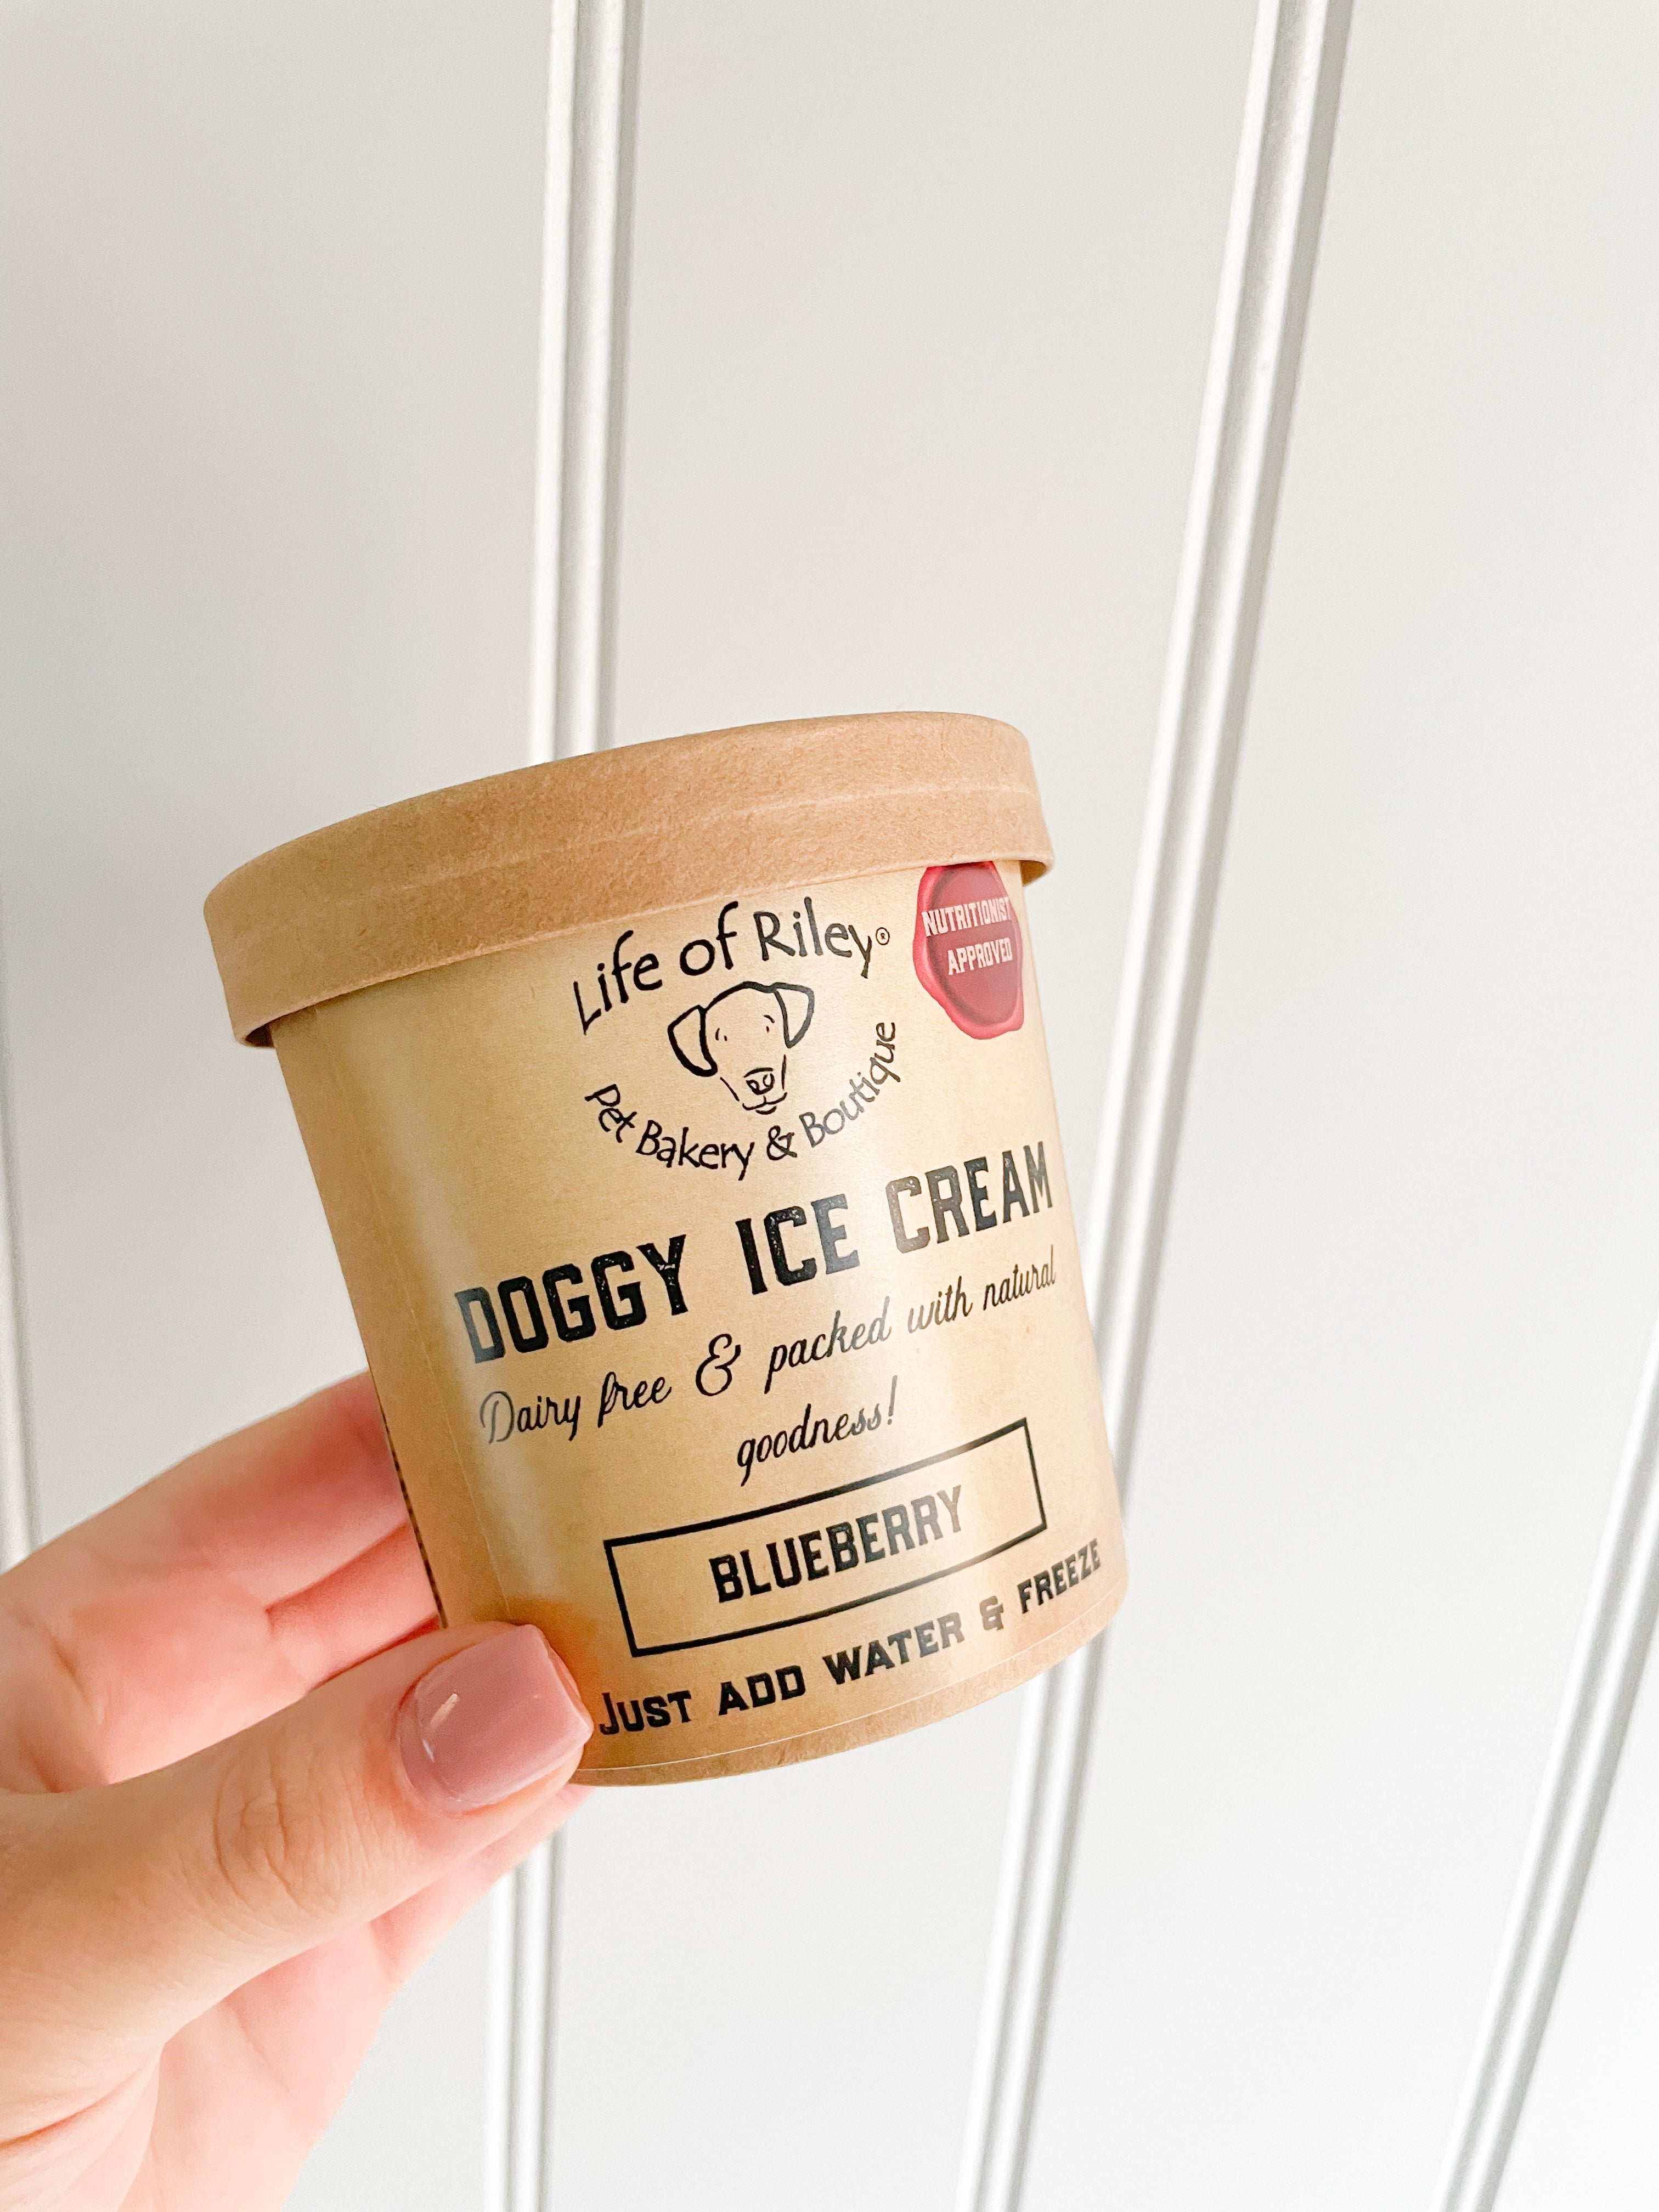 Life of Riley®
Pet Bakery & Boutique
NUTRITIONIST
APPROVED
DOGGY ICE CREAM
Dairy free & packed with natural
goodness!
BLUEBERRY
JUST ADD WATER & FREEZE